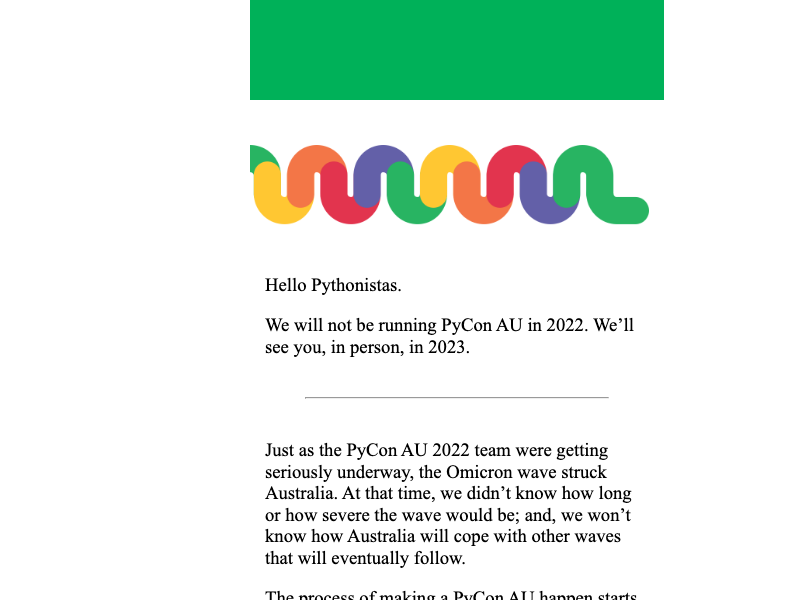 Hello Pythonistas.
We will not be running PyCon AU in 2022. We’ll
see you, in person, in 2023.
Just as the PyCon AU 2022 team were getting
seriously underway, the Omicron wave struck
Australia. At that time, we didn’t know how long
or how severe the wave would be; and, we won’t
know how Australia will cope with other waves
that will eventually follow.
The process of making a PyCon AU happen starts